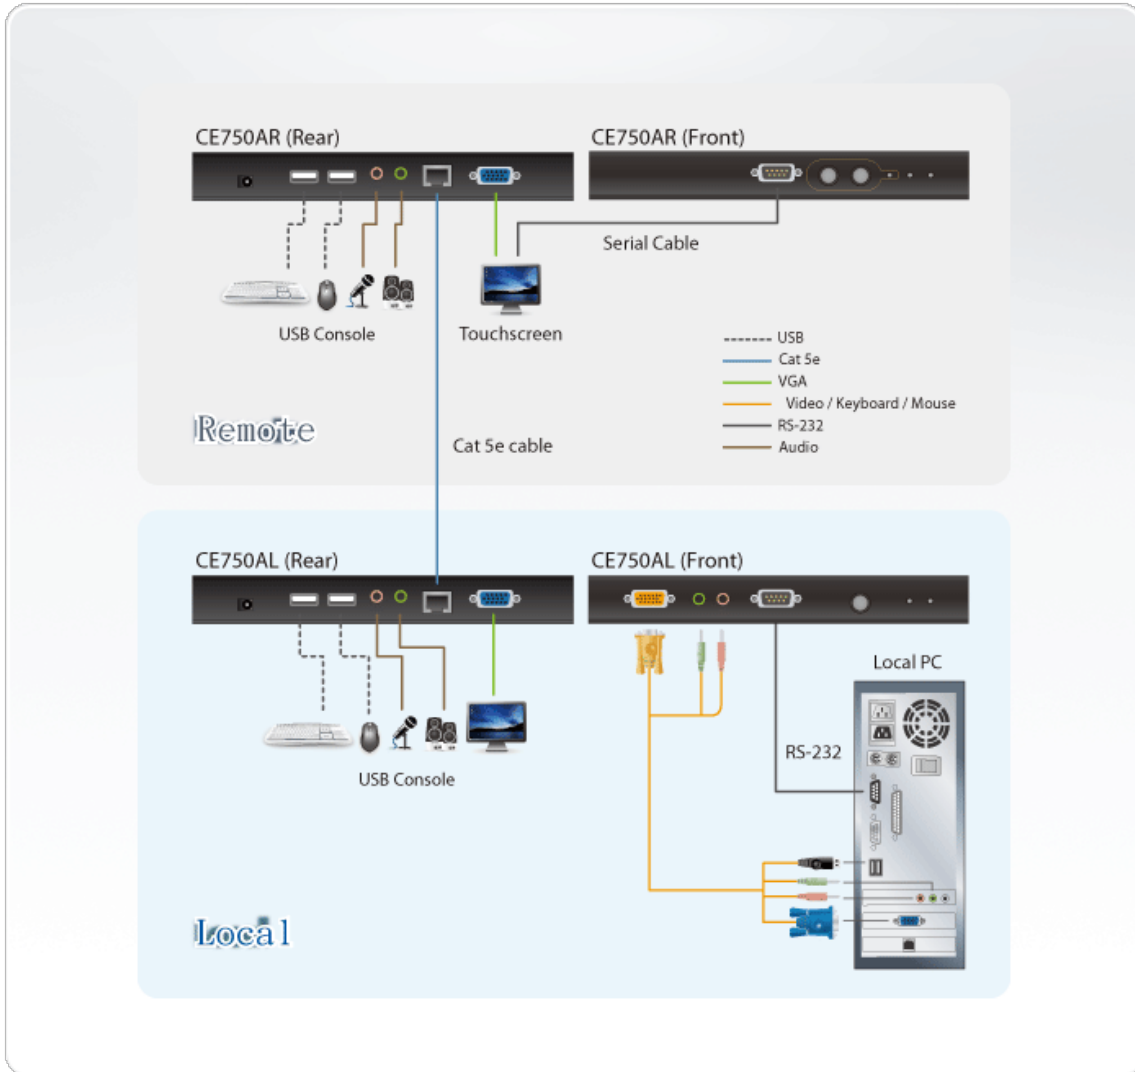 CE750AR (Rear)
CE750AR (Front)
Serial Cable
USB Console
Touchscreen
USB
Cat 5e
VGA
Video / Keyboard / Mouse
RS-232
Audio
Remote
Cat 5e cable
CE750AL (Rear)
CE750AL (Front)
Local PC
RS-232
USB Console
Local